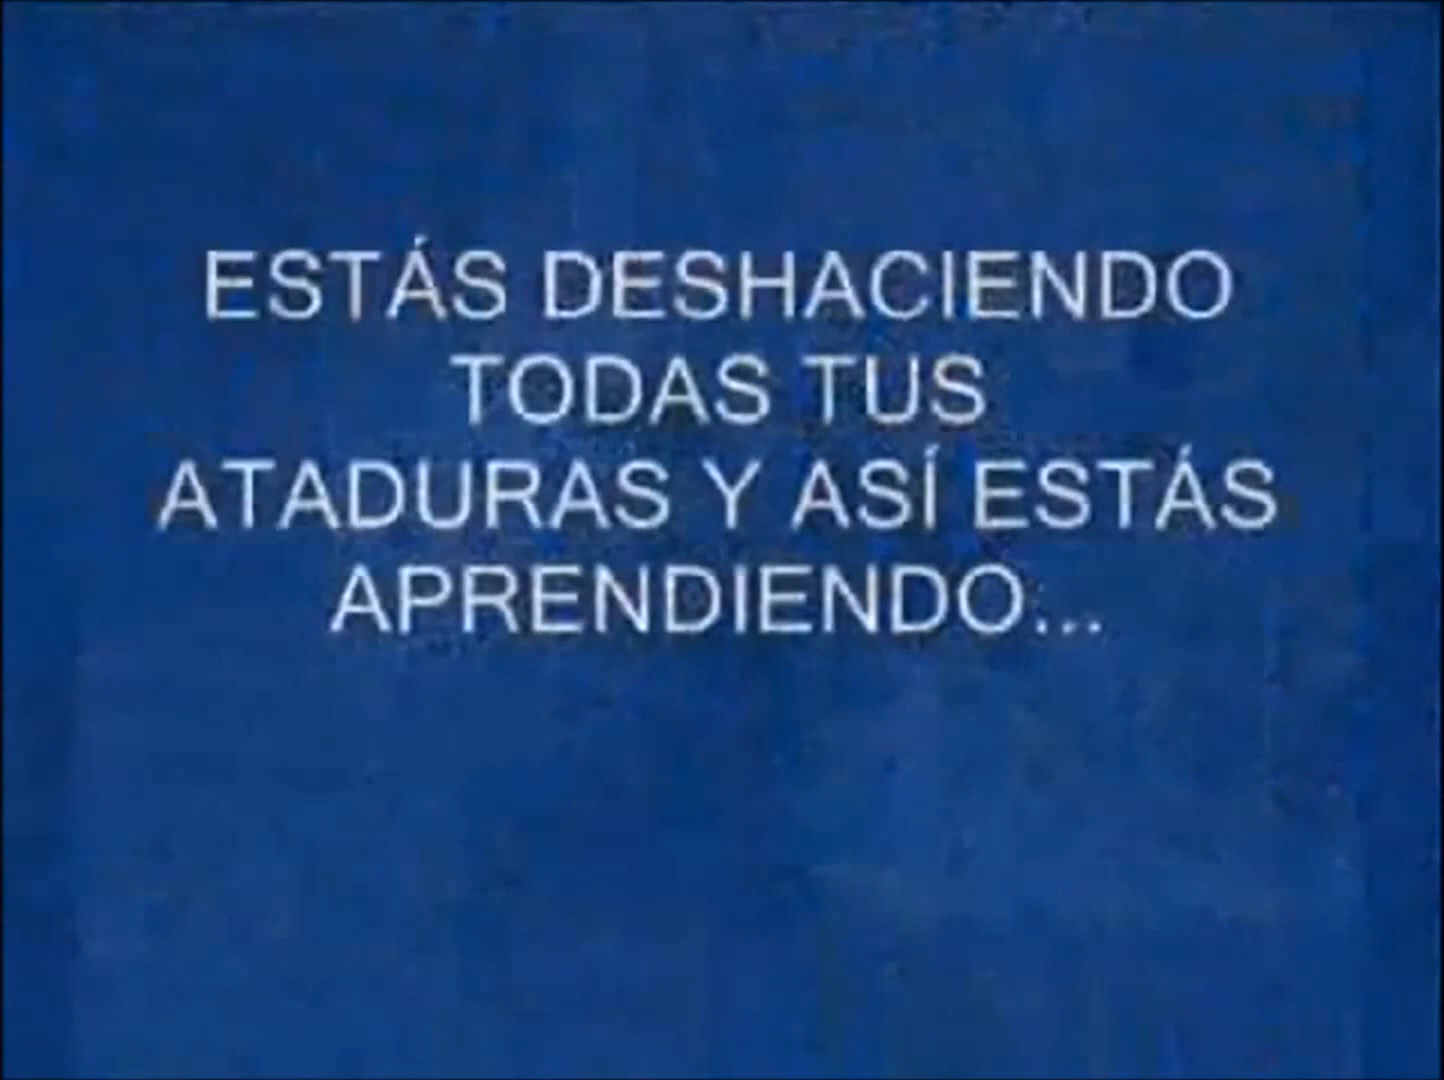 ESTÁS DESHACIENDO
TODAS TUS
ATADURAS Y ASÍ ESTÁS
APRENDIENDO...